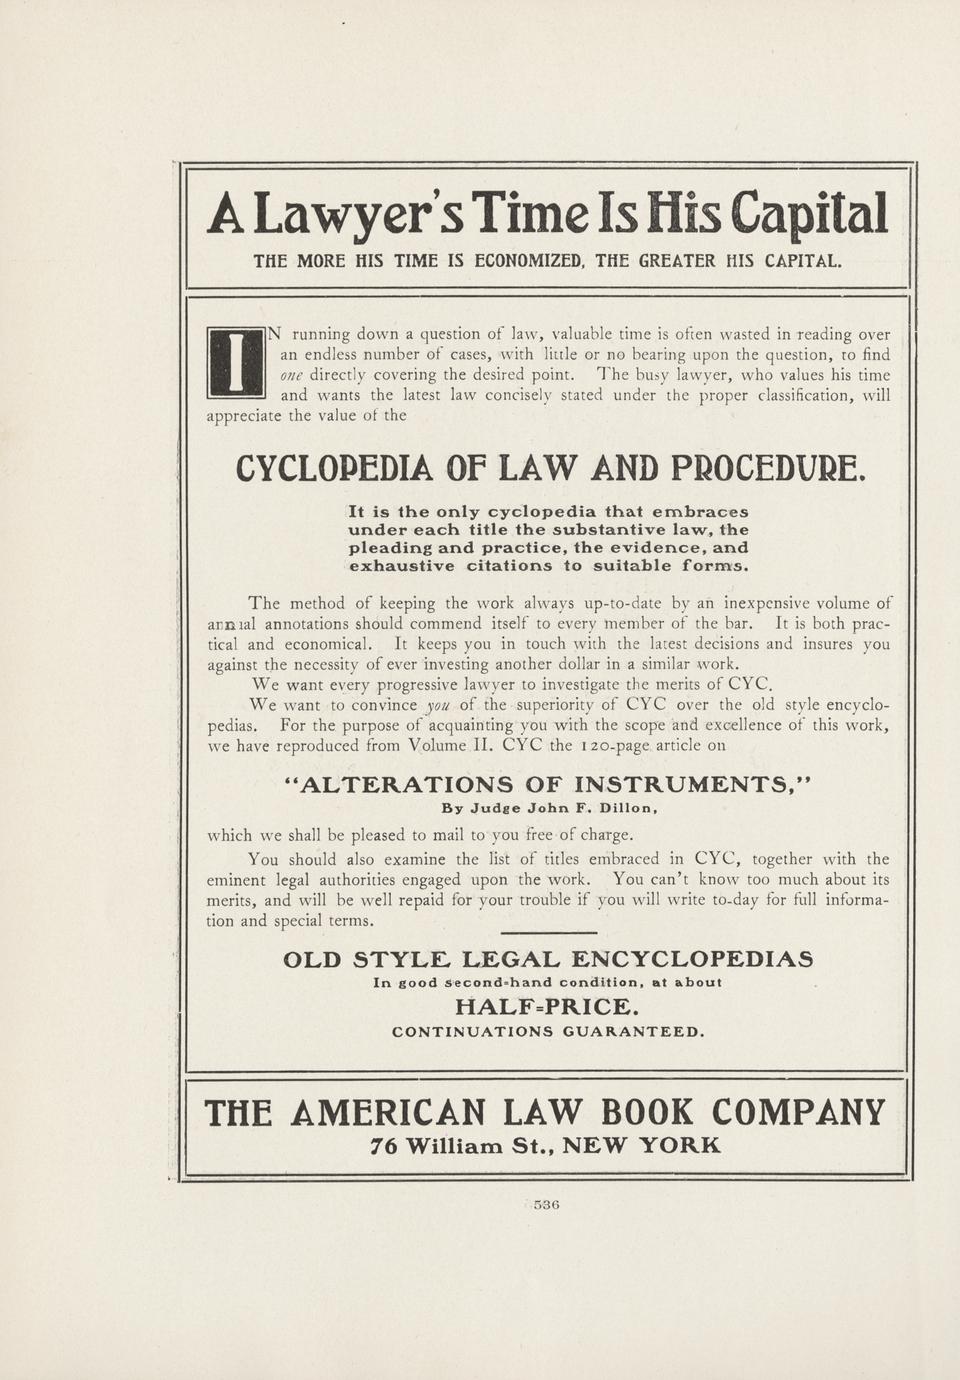 A Lawyer's Time Is His Capital
THE MORE HIS TIME IS ECONOMIZED, THE GREATER HIS CAPITAL.
IN running down a question of law, valuable time is often wasted in reading over
an endless number of cases, with little or no bearing upon the question, to find
one directly covering the desired point. The busy lawyer, who values his time
and wants the latest law concisely stated under the proper classification, will
appreciate the value of the
CYCLOPEDIA OF LAW AND PROCEDURE.
It is the only cyclopedia that embraces
under each title the substantive law, the
pleading and practice, the evidence, and
exhaustive citations to suitable forms.
The method of keeping the work always up-to-date by an inexpensive volume of
annual annotations should commend itself to every member of the bar. It is both prac-
tical and economical. It keeps you in touch with the latest decisions and insures you
against the necessity of ever investing another dollar in a similar work.
We want every progressive lawyer to investigate the merits of CYC.
We want to convince you of the superiority of CYC over the old style encyclo-
pedias. For the purpose of acquainting you with the scope and excellence of this work,
we have reproduced from Volume II. CYC the 120-page article on
"ALTERATIONS OF INSTRUMENTS,"
By Judge John F. Dillon,
which we shall be pleased to mail to you free of charge.
You should also examine the list of titles embraced in CYC, together with the
eminent legal authorities engaged upon the work. You can't know too much about its
merits, and will be well repaid for your trouble if you will write to-day for full informa-
tion and special terms.
OLD STYLE LEGAL ENCYCLOPEDIAS
In good second-hand condition, at about
HALF-PRICE.
CONTINUATIONS GUARANTEED.
THE AMERICAN LAW BOOK COMPANY
76 William St., NEW YORK
536